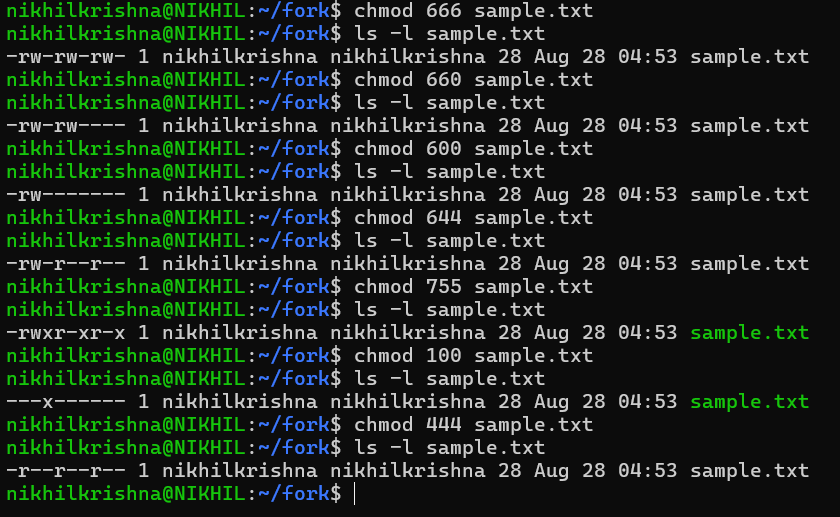 nikhilkrishna@NIKHIL:~/fork$ chmod 666 sample.txt
nikhilkrishna@NIKHIL:~/fork$ ls -l sample.txt
-rw-rw-rw- 1 nikhilkrishna nikhilkrishna 28 Aug 28 04:53 sample.txt
nikhilkrishna@NIKHIL:~/fork$ chmod 660 sample.txt
nikhilkrishna@NIKHIL:~/fork$ ls -l sample.txt
-rw-rw---- 1 nikhilkrishna nikhilkrishna 28 Aug 28 04:53 sample.txt
nikhilkrishna@NIKHIL:~/fork$ chmod 600 sample.txt
nikhilkrishna@NIKHIL:~/fork$ ls -l sample.txt
-rw------- 1 nikhilkrishna nikhilkrishna 28 Aug 28 04:53 sample.txt
nikhilkrishna@NIKHIL:~/fork$ chmod 644 sample.txt
nikhilkrishna@NIKHIL:~/fork$ ls -l sample.txt
-rw-r--r-- 1 nikhilkrishna nikhilkrishna 28 Aug 28 04:53 sample.txt
nikhilkrishna@NIKHIL:~/fork$ chmod 755 sample.txt
nikhilkrishna@NIKHIL:~/fork$ ls -l sample.txt
-rwxr-xr-x 1 nikhilkrishna nikhilkrishna 28 Aug 28 04:53 sample.txt
nikhilkrishna@NIKHIL:~/fork$ chmod 100 sample.txt
nikhilkrishna@NIKHIL:~/fork$ ls -l sample.txt
---x------ 1 nikhilkrishna nikhilkrishna 28 Aug 28 04:53 sample.txt
nikhilkrishna@NIKHIL:~/fork$ chmod 444 sample.txt
nikhilkrishna@NIKHIL:~/fork$ ls -l sample.txt
-r--r--r-- 1 nikhilkrishna nikhilkrishna 28 Aug 28 04:53 sample.txt
nikhilkrishna@NIKHIL:~/fork$